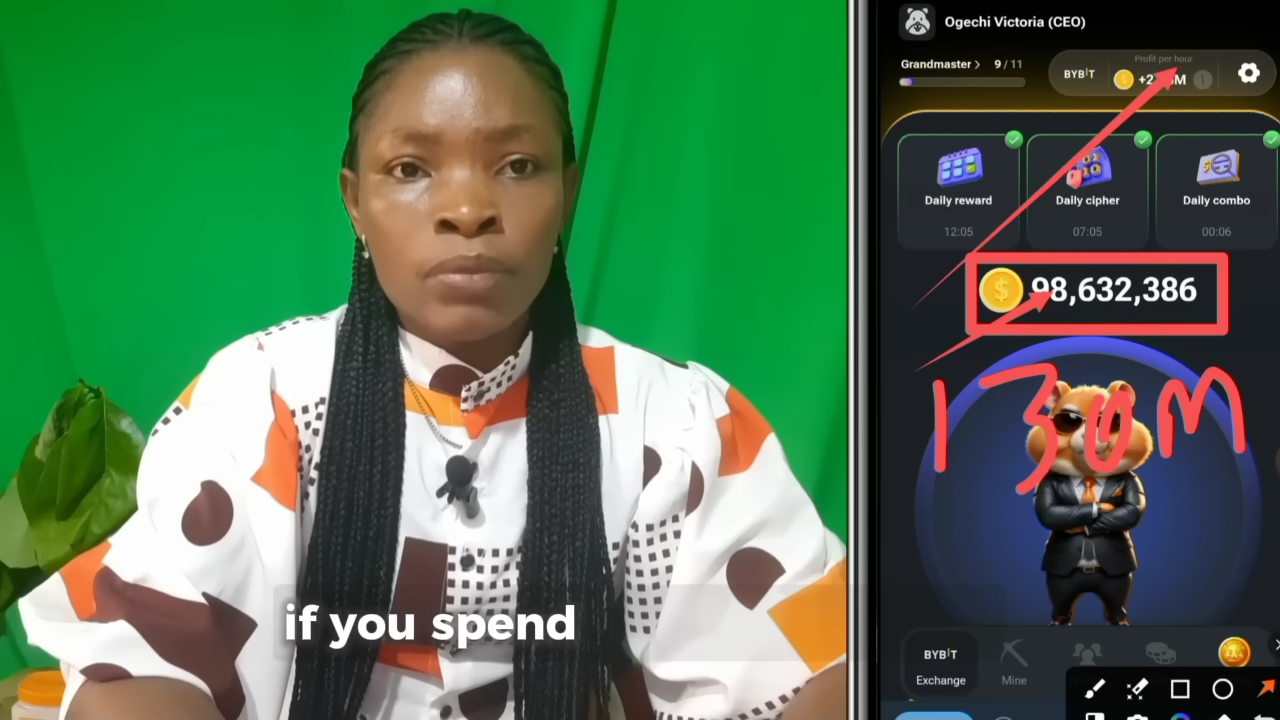 if you spend
Ogechi Victoria (CEO)
Grandmaster > 9 / 11
Profit per hour
BYBIT
Daily reward
Daily cipher
Daily combo
12:05
07:05
00:06
98,632,386
130M
BYBIT
Exchange
Mine